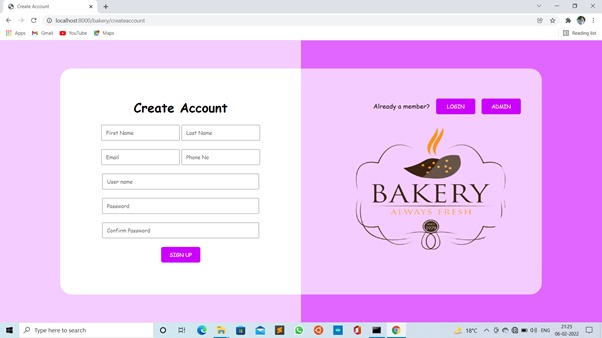 Create Account
localhost:8000/bakery/createaccount
Apps Gmail YouTube Maps Reading list
Create Account
Already a member? LOGIN ADMIN
First Name Last Name
Email Phone No
User name
Password
Confirm Password
SIGN UP
BAKERY
ALWAYS FRESH
Type here to search
18°C ENG 21:25
06-02-2022